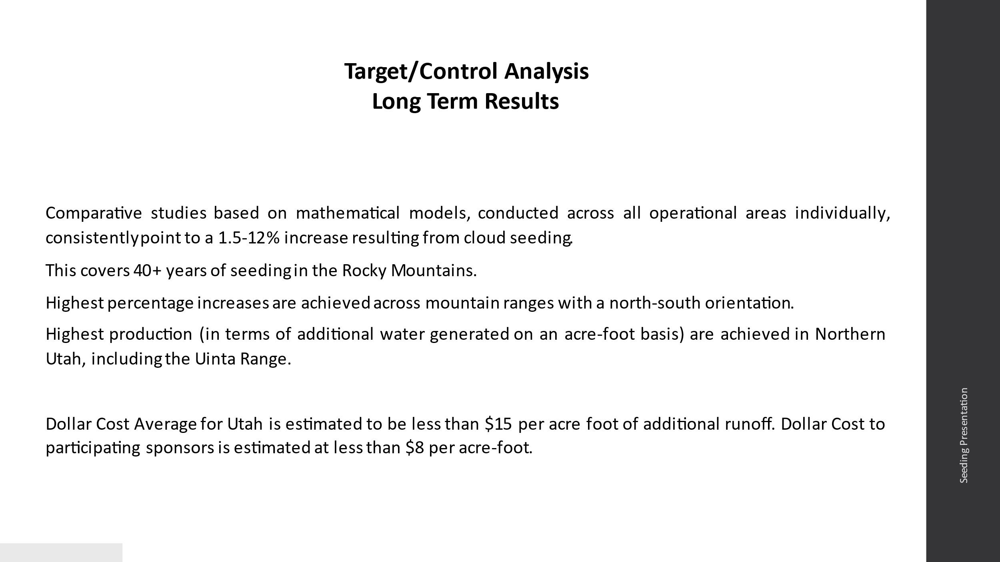 Target/Control Analysis
Long Term Results
Comparative studies based on mathematical models, conducted across all operational areas individually,
consistently point to a 1.5-12% increase resulting from cloud seeding.
This covers 40+ years of seeding in the Rocky Mountains.
Highest percentage increases are achieved across mountain ranges with a north-south orientation.
Highest production (in terms of additional water generated on an acre-foot basis) are achieved in Northern
Utah, including the Uinta Range.
Dollar Cost Average for Utah is estimated to be less than $15 per acre foot of additional runoff. Dollar Cost to
participating sponsors is estimated at less than $8 per acre-foot.
Seeding Presentation